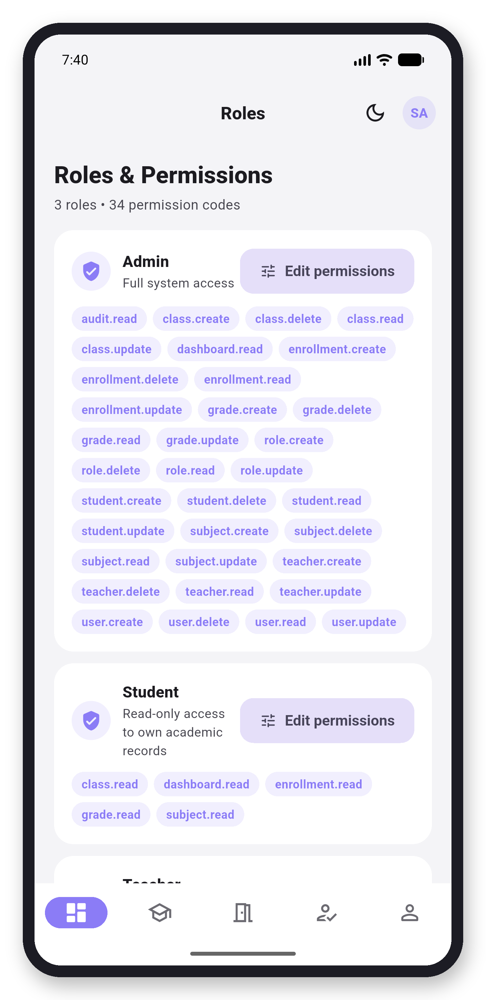 7:40
Roles
SA
Roles & Permissions
3 roles • 34 permission codes
Admin
Full system access
Edit permissions
audit.read class.create class.delete class.read
class.update dashboard.read enrollment.create
enrollment.delete enrollment.read
enrollment.update grade.create grade.delete
grade.read grade.update role.create
role.delete role.read role.update
student.create student.delete student.read
student.update subject.create subject.delete
subject.read subject.update teacher.create
teacher.delete teacher.read teacher.update
user.create user.delete user.read user.update
Student
Read-only access
to own academic
records
Edit permissions
class.read dashboard.read enrollment.read
grade.read subject.read
Teacher